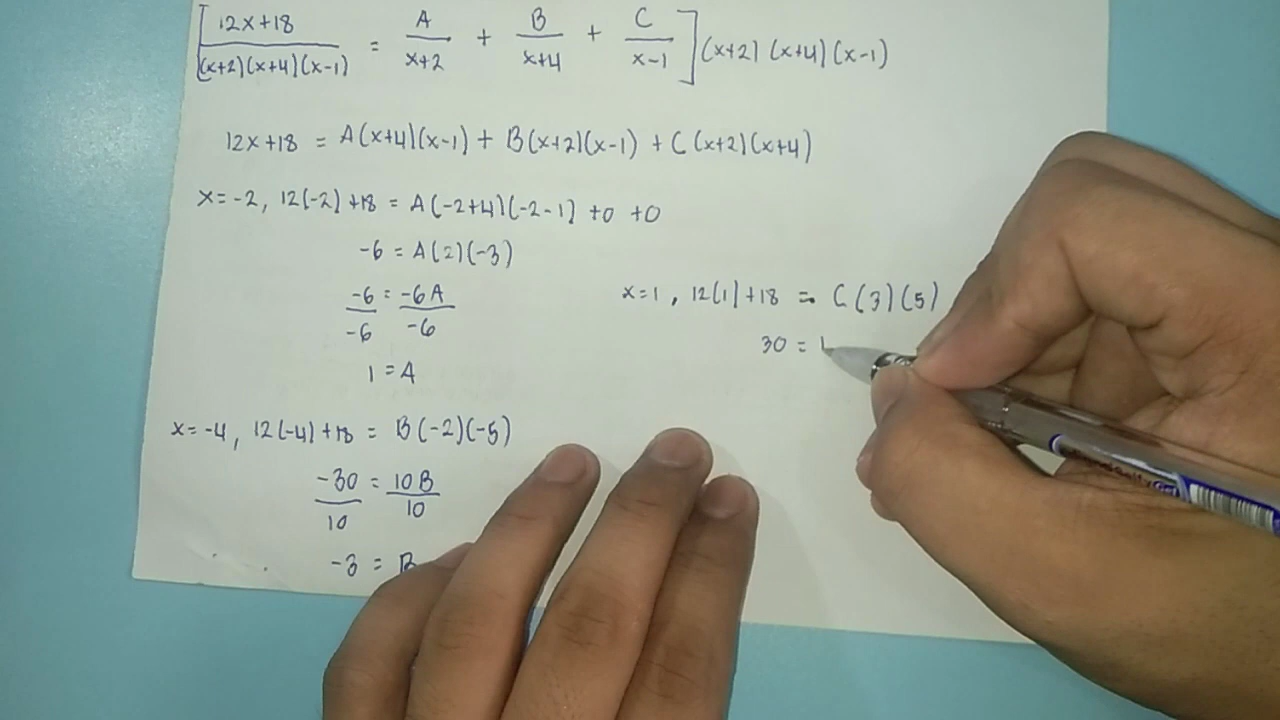 [ 12x+18 / (x+2)(x+4)(x-1) = A / x+2 + B / x+4 + C / x-1 ] (x+2) (x+4) (x-1)
12x+18 = A(x+4)(x-1) + B(x+2)(x-1) + C(x+2)(x+4)
x=-2, 12(-2)+18 = A(-2+4)(-2-1) +0 +0
-6 = A(2)(-3)
-6 / -6 = -6A / -6
1 = A
x=-4, 12(-4)+18 = B(-2)(-5)
-30 / 10 = 10B / 10
-3 = B
x=1, 12(1)+18 = C(3)(5)
30 = 1